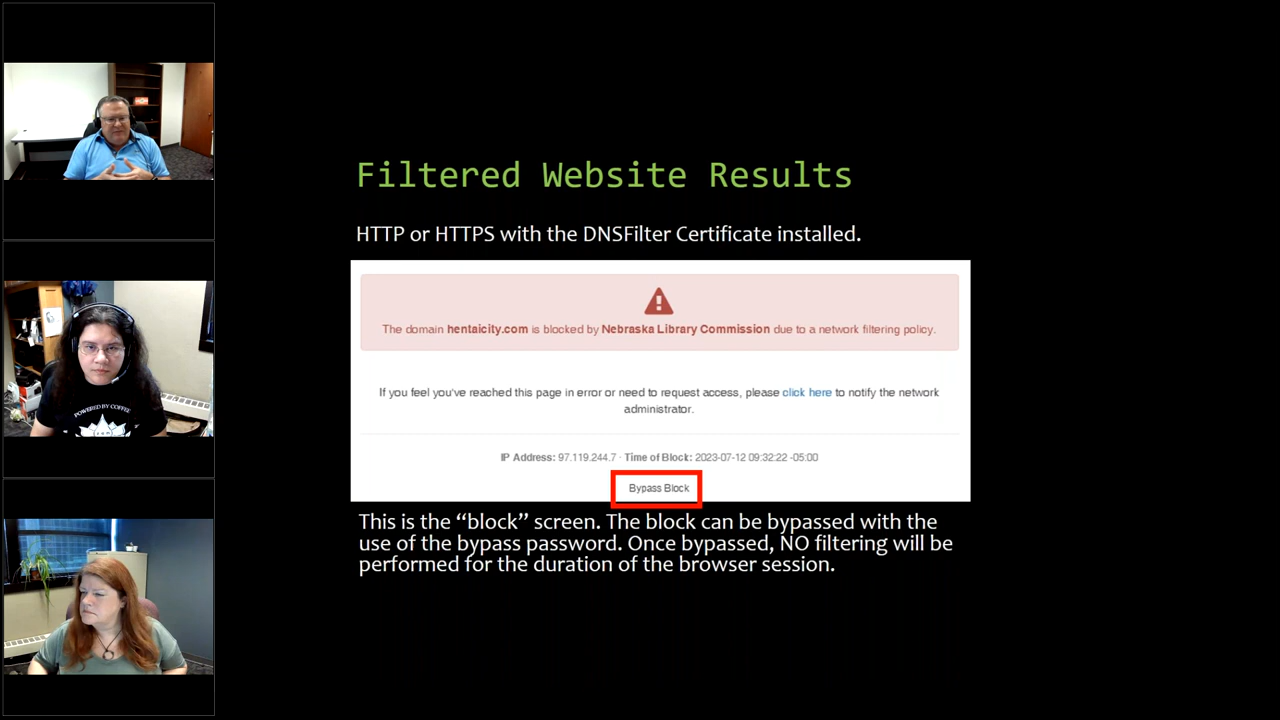 Filtered Website Results
HTTP or HTTPS with the DNSFilter Certificate installed.
The domain hentaicity.com is blocked by Nebraska Library Commission due to a network filtering policy.
If you feel you've reached this page in error or need to request access, please click here to notify the network
administrator.
IP Address: 97.119.244.7 · Time of Block: 2023-07-12 09:32:22 -05:00
Bypass Block
This is the “block” screen. The block can be bypassed with the
use of the bypass password. Once bypassed, NO filtering will be
performed for the duration of the browser session.
POWERED BY COFFEE